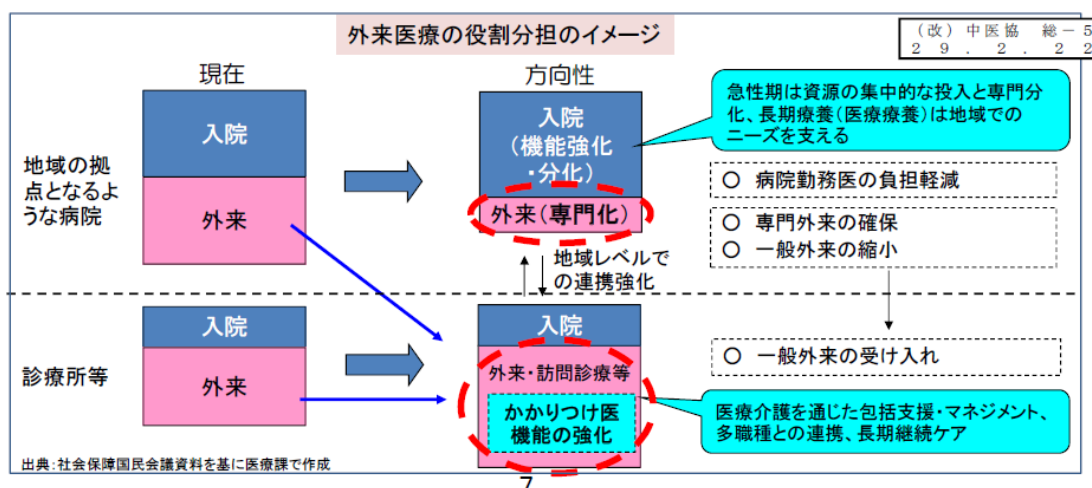 外来医療の役割分担のイメージ
(改)中医協 総－5
29.2.22
現在
方向性
地域の拠
点となるよ
うな病院
入院
外来
入院
(機能強化
・分化)
外来(専門化)
急性期は資源の集中的な投入と専門分
化、長期療養(医療療養)は地域での
ニーズを支える
○ 病院勤務医の負担軽減
○ 専門外来の確保
○ 一般外来の縮小
地域レベルで
の連携強化
診療所等
入院
外来
入院
外来・訪問診療等
かかりつけ医
機能の強化
○ 一般外来の受け入れ
医療介護を通じた包括支援・マネジメント、
多職種との連携、長期継続ケア
出典:社会保障国民会議資料を基に医療課で作成
7